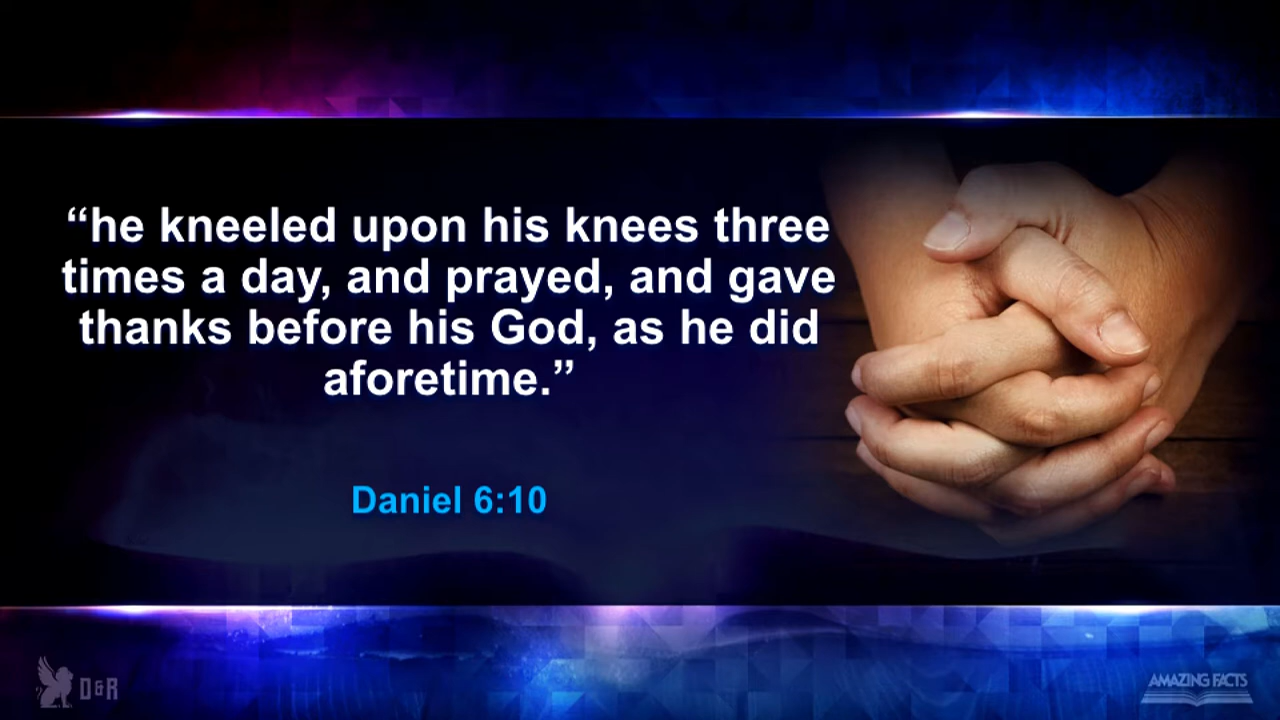 “he kneeled upon his knees three
times a day, and prayed, and gave
thanks before his God, as he did
aforetime.”
Daniel 6:10
D&R
AMAZING FACTS